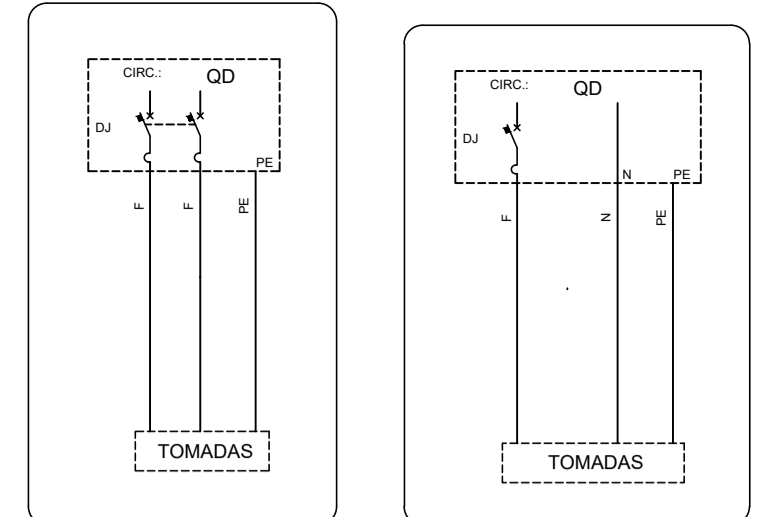 CIRC.:
QD
DJ
PE
F
F
PE
TOMADAS
CIRC.:
QD
DJ
N
PE
F
N
PE
TOMADAS